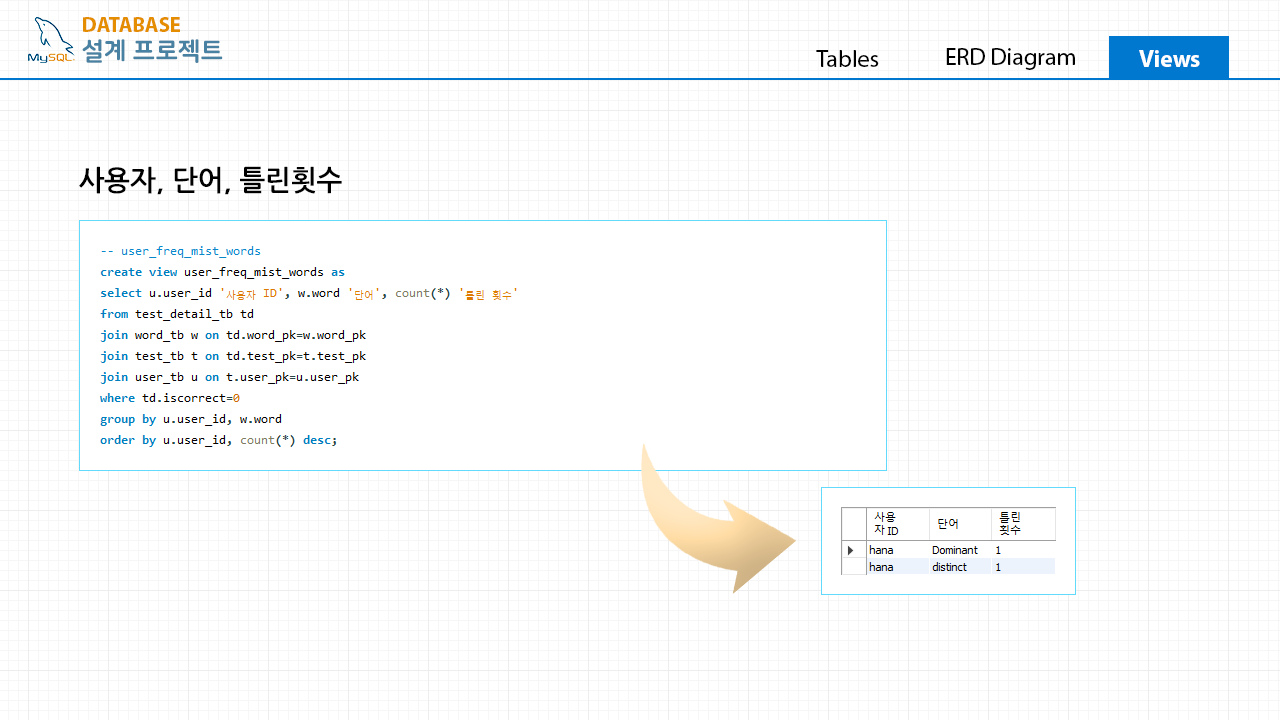 MySQL
DATABASE
설계 프로젝트
Tables
ERD Diagram
Views
사용자, 단어, 틀린횟수
-- user_freq_mist_words
create view user_freq_mist_words as
select u.user_id '사용자 ID', w.word '단어', count(*) '틀린 횟수'
from test_detail_tb td
join word_tb w on td.word_pk=w.word_pk
join test_tb t on td.test_pk=t.test_pk
join user_tb u on t.user_pk=u.user_pk
where td.iscorrect=0
group by u.user_id, w.word
order by u.user_id, count(*) desc;
사용
자 ID
단어
틀린
횟수
hana Dominant 1
hana distinct 1